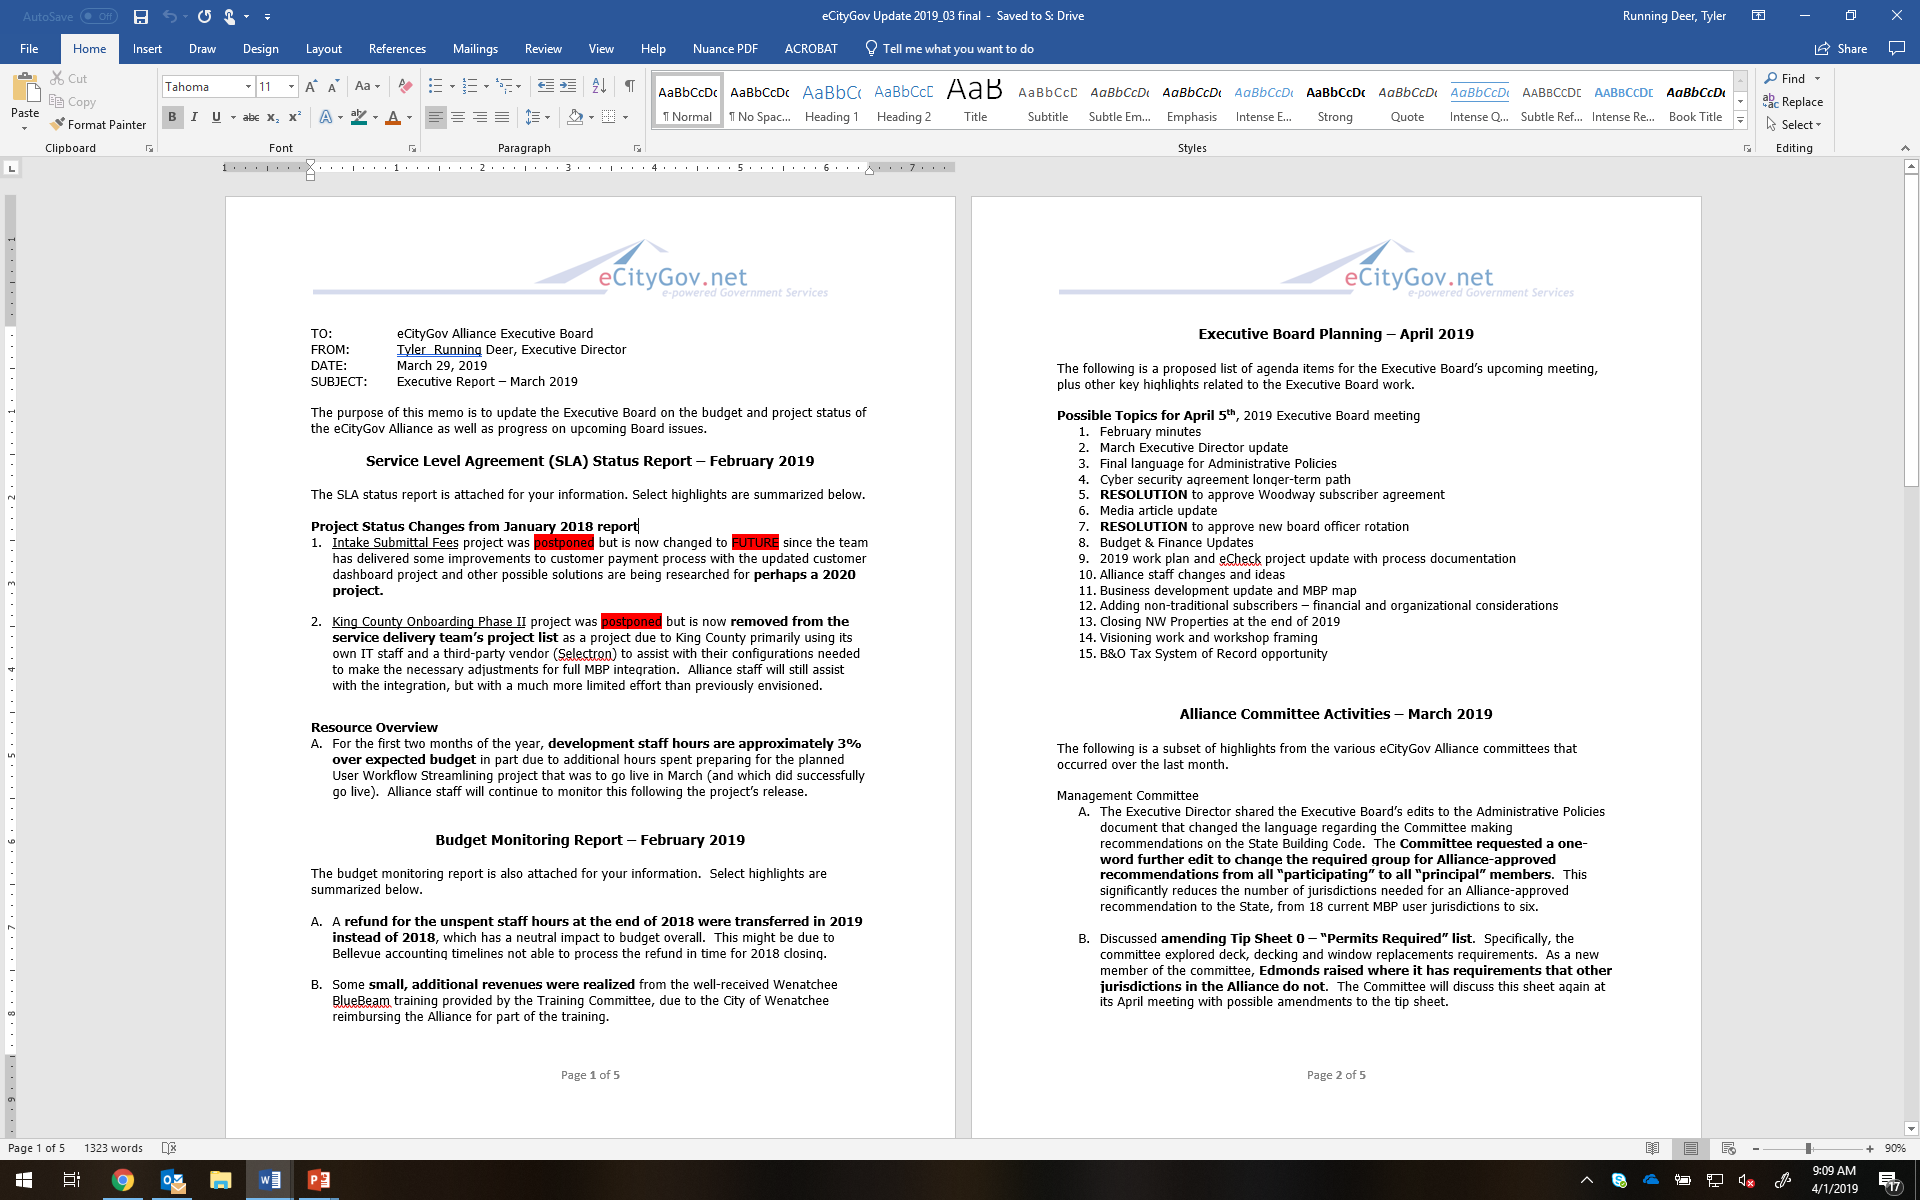 AutoSave Off
eCityGov Update 2019_03 final - Saved to S: Drive
Running Deer, Tyler
File Home Insert Draw Design Layout References Mailings Review View Help Nuance PDF ACROBAT Tell me what you want to do
Share
Paste
Cut
Copy
Format Painter
Clipboard
Tahoma 11
Aa
B I U abc x₂ x²
Font
Paragraph
AaBbCcDc AaBbCcDc AaBbCc AaBbCcD AaB AaBbCcD AaBbCcDt AaBbCcDt AaBbCcDt AaBbCcDc AaBbCcDt AaBbCcDt AABBCCDE AABBCCDE AaBbCcDt
¶ Normal ¶ No Spac... Heading 1 Heading 2 Title Subtitle Subtle Em... Emphasis Intense E... Strong Quote Intense Q... Subtle Ref... Intense Re... Book Title
Styles
Find
Replace
Select
Editing
1 1 2 3 4 5 6 7
eCityGov.net
e-powered Government Services
TO: eCityGov Alliance Executive Board
FROM: Tyler Running Deer, Executive Director
DATE: March 29, 2019
SUBJECT: Executive Report – March 2019
The purpose of this memo is to update the Executive Board on the budget and project status of
the eCityGov Alliance as well as progress on upcoming Board issues.
Service Level Agreement (SLA) Status Report – February 2019
The SLA status report is attached for your information. Select highlights are summarized below.
Project Status Changes from January 2018 report
1. Intake Submittal Fees project was postponed but is now changed to FUTURE since the team
has delivered some improvements to customer payment process with the updated customer
dashboard project and other possible solutions are being researched for perhaps a 2020
project.
2. King County Onboarding Phase II project was postponed but is now removed from the
service delivery team's project list as a project due to King County primarily using its
own IT staff and a third-party vendor (Selectron) to assist with their configurations needed
to make the necessary adjustments for full MBP integration. Alliance staff will still assist
with the integration, but with a much more limited effort than previously envisioned.
Resource Overview
A. For the first two months of the year, development staff hours are approximately 3%
over expected budget in part due to additional hours spent preparing for the planned
User Workflow Streamlining project that was to go live in March (and which did successfully
go live). Alliance staff will continue to monitor this following the project's release.
Budget Monitoring Report – February 2019
The budget monitoring report is also attached for your information. Select highlights are
summarized below.
A. A refund for the unspent staff hours at the end of 2018 were transferred in 2019
instead of 2018, which has a neutral impact to budget overall. This might be due to
Bellevue accounting timelines not able to process the refund in time for 2018 closing.
B. Some small, additional revenues were realized from the well-received Wenatchee
BlueBeam training provided by the Training Committee, due to the City of Wenatchee
reimbursing the Alliance for part of the training.
Page 1 of 5
eCityGov.net
e-powered Government Services
Executive Board Planning – April 2019
The following is a proposed list of agenda items for the Executive Board's upcoming meeting,
plus other key highlights related to the Executive Board work.
Possible Topics for April 5th, 2019 Executive Board meeting
1. February minutes
2. March Executive Director update
3. Final language for Administrative Policies
4. Cyber security agreement longer-term path
5. RESOLUTION to approve Woodway subscriber agreement
6. Media article update
7. RESOLUTION to approve new board officer rotation
8. Budget & Finance Updates
9. 2019 work plan and eCheck project update with process documentation
10. Alliance staff changes and ideas
11. Business development update and MBP map
12. Adding non-traditional subscribers – financial and organizational considerations
13. Closing NW Properties at the end of 2019
14. Visioning work and workshop framing
15. B&O Tax System of Record opportunity
Alliance Committee Activities – March 2019
The following is a subset of highlights from the various eCityGov Alliance committees that
occurred over the last month.
Management Committee
A. The Executive Director shared the Executive Board's edits to the Administrative Policies
document that changed the language regarding the Committee making
recommendations on the State Building Code. The Committee requested a one-
word further edit to change the required group for Alliance-approved
recommendations from all "participating" to all "principal" members. This
significantly reduces the number of jurisdictions needed for an Alliance-approved
recommendation to the State, from 18 current MBP user jurisdictions to six.
B. Discussed amending Tip Sheet 0 – "Permits Required" list. Specifically, the
committee explored deck, decking and window replacements requirements. As a new
member of the committee, Edmonds raised where it has requirements that other
jurisdictions in the Alliance do not. The Committee will discuss this sheet again at
its April meeting with possible amendments to the tip sheet.
Page 2 of 5
Page 1 of 5 1323 words
90%
9:09 AM
4/1/2019
17